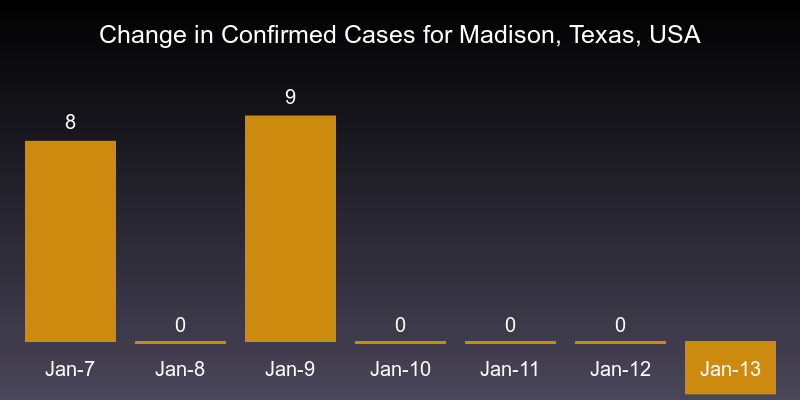 Change in Confirmed Cases for Madison, Texas, USA
8 0 9 0 0 0
Jan-7 Jan-8 Jan-9 Jan-10 Jan-11 Jan-12 Jan-13